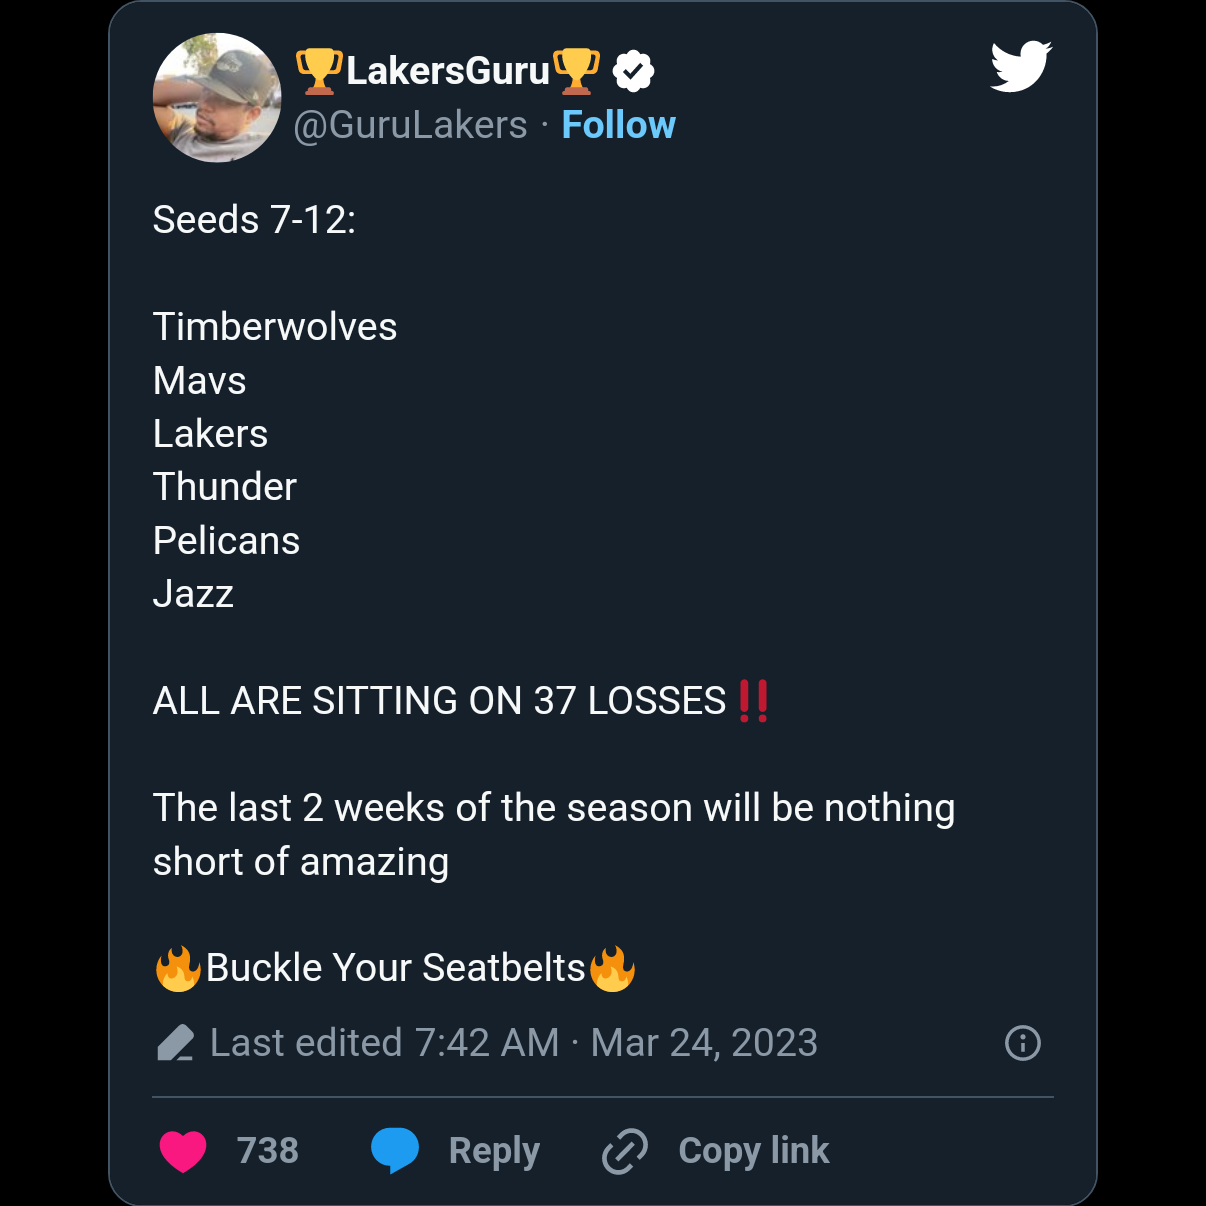 🏆LakersGuru🏆
@GuruLakers · Follow
Seeds 7-12:
Timberwolves
Mavs
Lakers
Thunder
Pelicans
Jazz
ALL ARE SITTING ON 37 LOSSES‼️
The last 2 weeks of the season will be nothing
short of amazing
🔥Buckle Your Seatbelts🔥
Last edited 7:42 AM · Mar 24, 2023
738 Reply Copy link